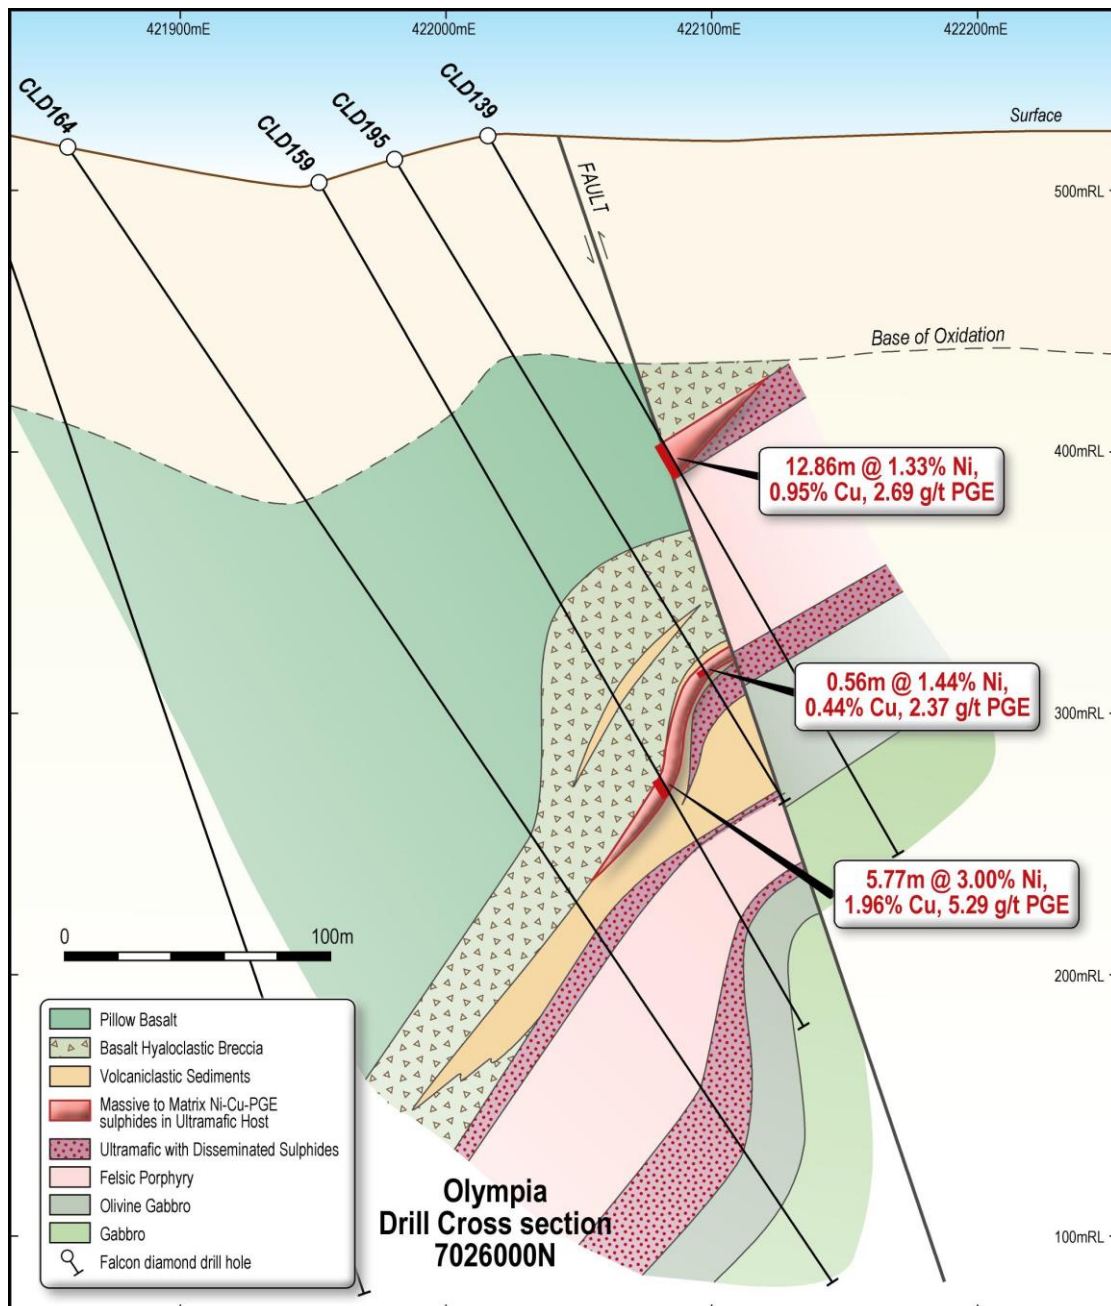 421900mE
422000mE
422100mE
422200mE
CLD164
CLD159
CLD195
CLD139
Surface
FAULT
500mRL
Base of Oxidation
400mRL
12.86m @ 1.33% Ni,
0.95% Cu, 2.69 g/t PGE
0.56m @ 1.44% Ni,
0.44% Cu, 2.37 g/t PGE
300mRL
5.77m @ 3.00% Ni,
1.96% Cu, 5.29 g/t PGE
0
100m
200mRL
Pillow Basalt
Basalt Hyaloclastic Breccia
Volcaniclastic Sediments
Massive to Matrix Ni-Cu-PGE
sulphides in Ultramafic Host
Ultramafic with Disseminated Sulphides
Felsic Porphyry
Olivine Gabbro
Gabbro
Falcon diamond drill hole
Olympia
Drill Cross section
7026000N
100mRL